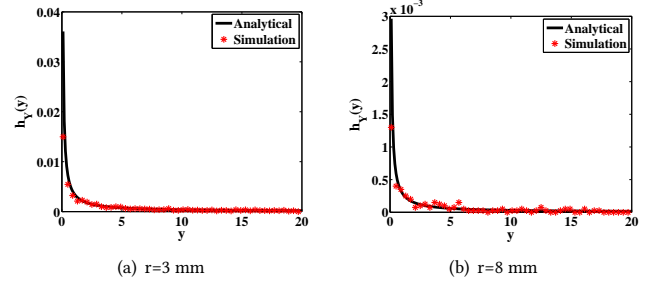 0.04
0.03
0.02
0.01
0
0
5
10
15
20
h_Y(y)
y
Analytical
Simulation
(a) r=3 mm
x 10^-3
3
2.5
2
1.5
1
0.5
0
0
5
10
15
20
h_Y(y)
y
Analytical
Simulation
(b) r=8 mm